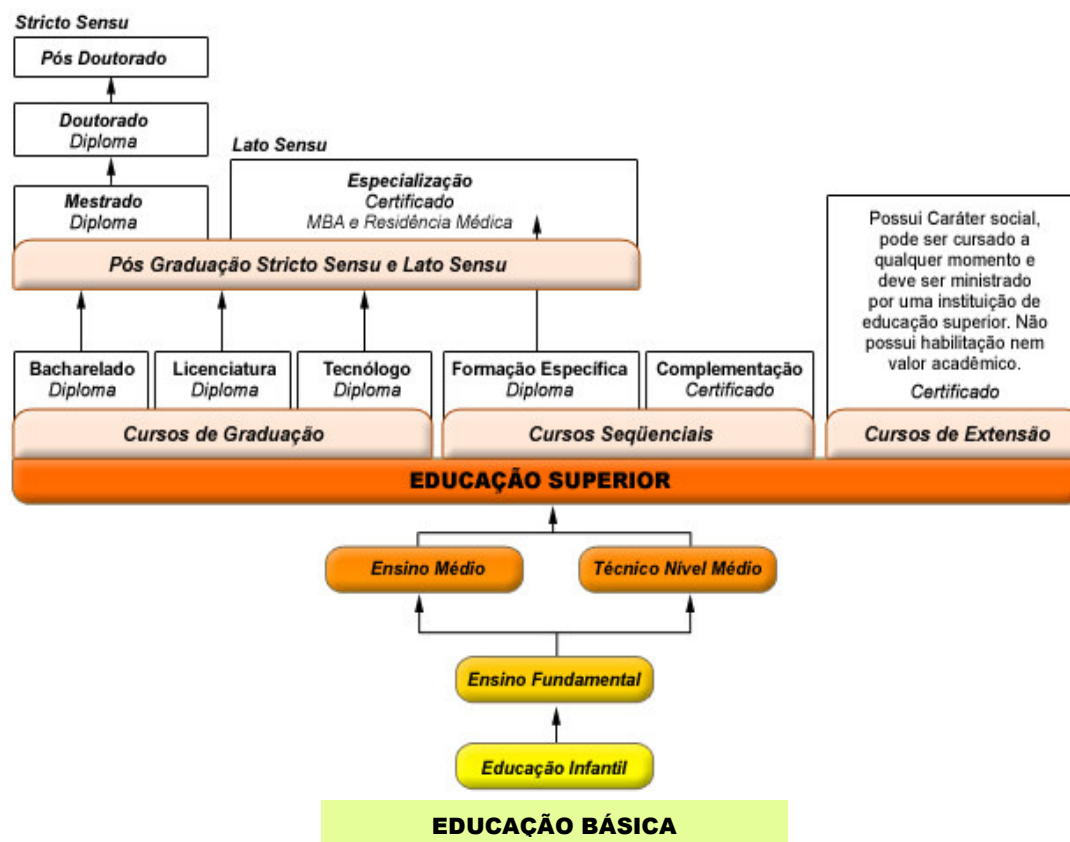 Stricto Sensu
Pós Doutorado
Doutorado
Diploma
Mestrado
Diploma
Lato Sensu
Especialização
Certificado
MBA e Residência Médica
Pós Graduação Stricto Sensu e Lato Sensu
Possui Caráter social,
pode ser cursado a
qualquer momento e
deve ser ministrado
por uma instituição de
educação superior. Não
possui habilitação nem
valor acadêmico.
Certificado
Bacharelado
Diploma
Licenciatura
Diploma
Tecnólogo
Diploma
Formação Específica
Diploma
Complementação
Certificado
Cursos de Graduação
Cursos Seqüenciais
Cursos de Extensão
EDUCAÇÃO SUPERIOR
Ensino Médio
Técnico Nível Médio
Ensino Fundamental
Educação Infantil
EDUCAÇÃO BÁSICA